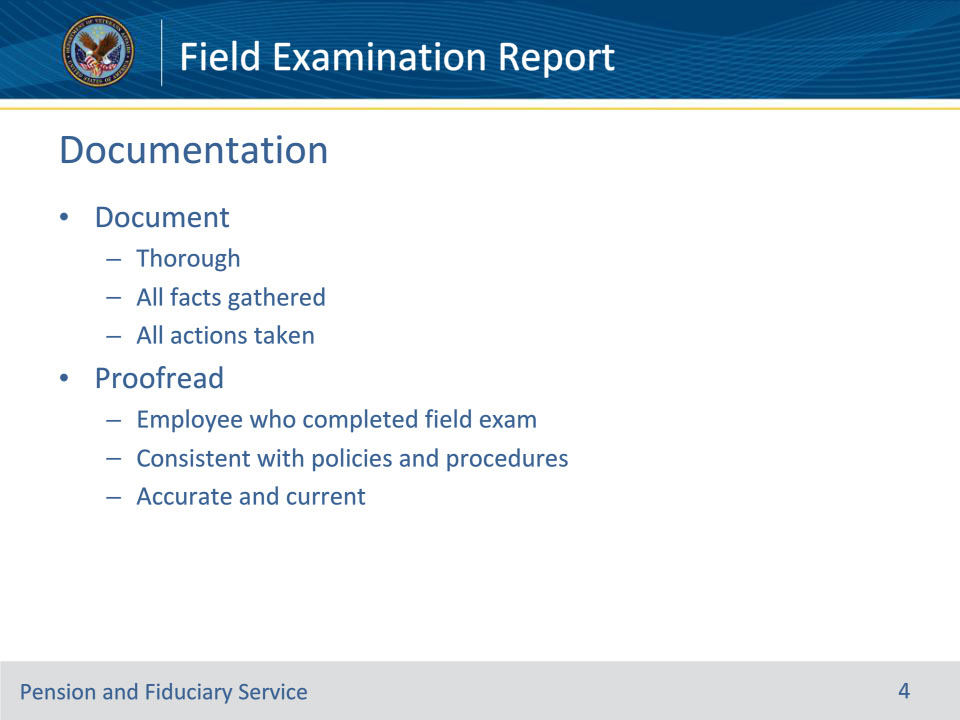 Field Examination Report
Documentation
• Document
– Thorough
– All facts gathered
– All actions taken
• Proofread
– Employee who completed field exam
– Consistent with policies and procedures
– Accurate and current
Pension and Fiduciary Service
4